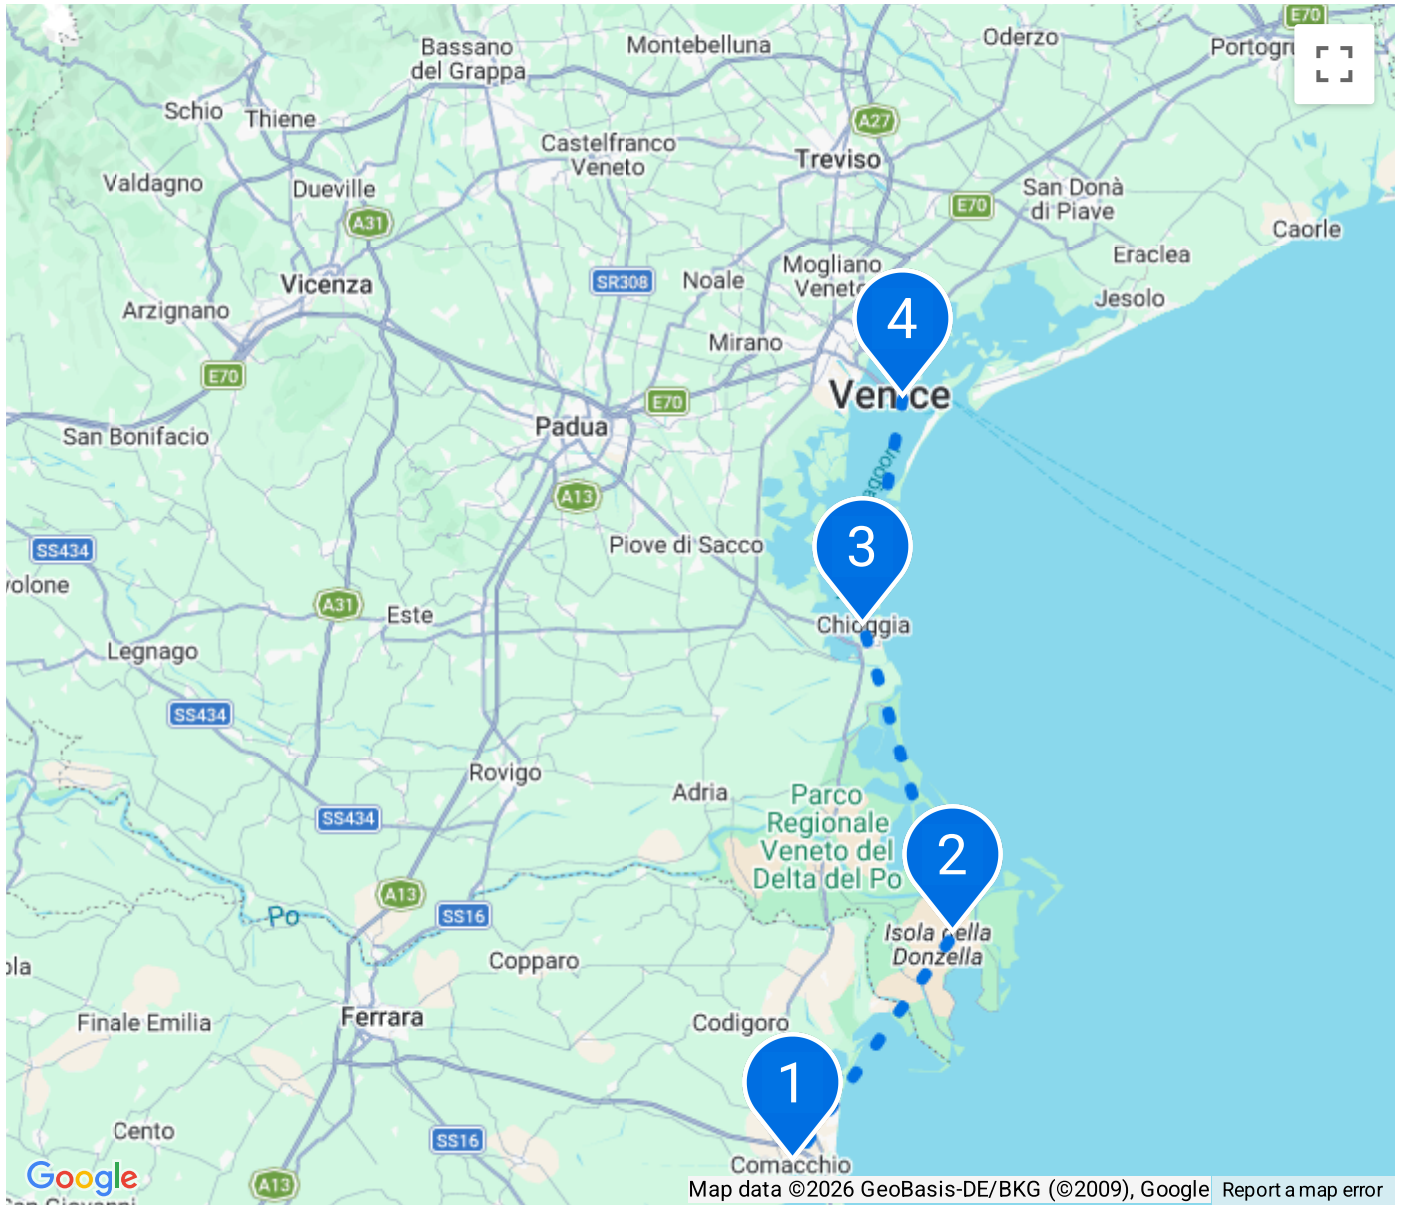 E70
Bassano
del Grappa
Montebelluna
Oderzo
Schio
Thiene
A27
Castelfranco
Veneto
Treviso
Valdagno
Dueville
San Donà
di Piave
E70
A31
Caorle
Mogliano
Eraclea
Vicenza
SR308
Noale
Arzignano
Jesolo
4
Mirano
E70
E70
Venice
Padua
San Bonifacio
A13
3
SS434
Piove di Sacco
A31
Este
Chioggia
Legnago
SS434
Rovigo
Adria
Parco
Regionale
Veneto del
Delta del Po
SS434
2
A13
Po
SS16
Isola della
Donzella
Copparo
Finale Emilia
Ferrara
Codigoro
1
Cento
SS16
Comacchio
Google
A13
Map data ©2026 GeoBasis-DE/BKG (©2009), Google
Report a map error